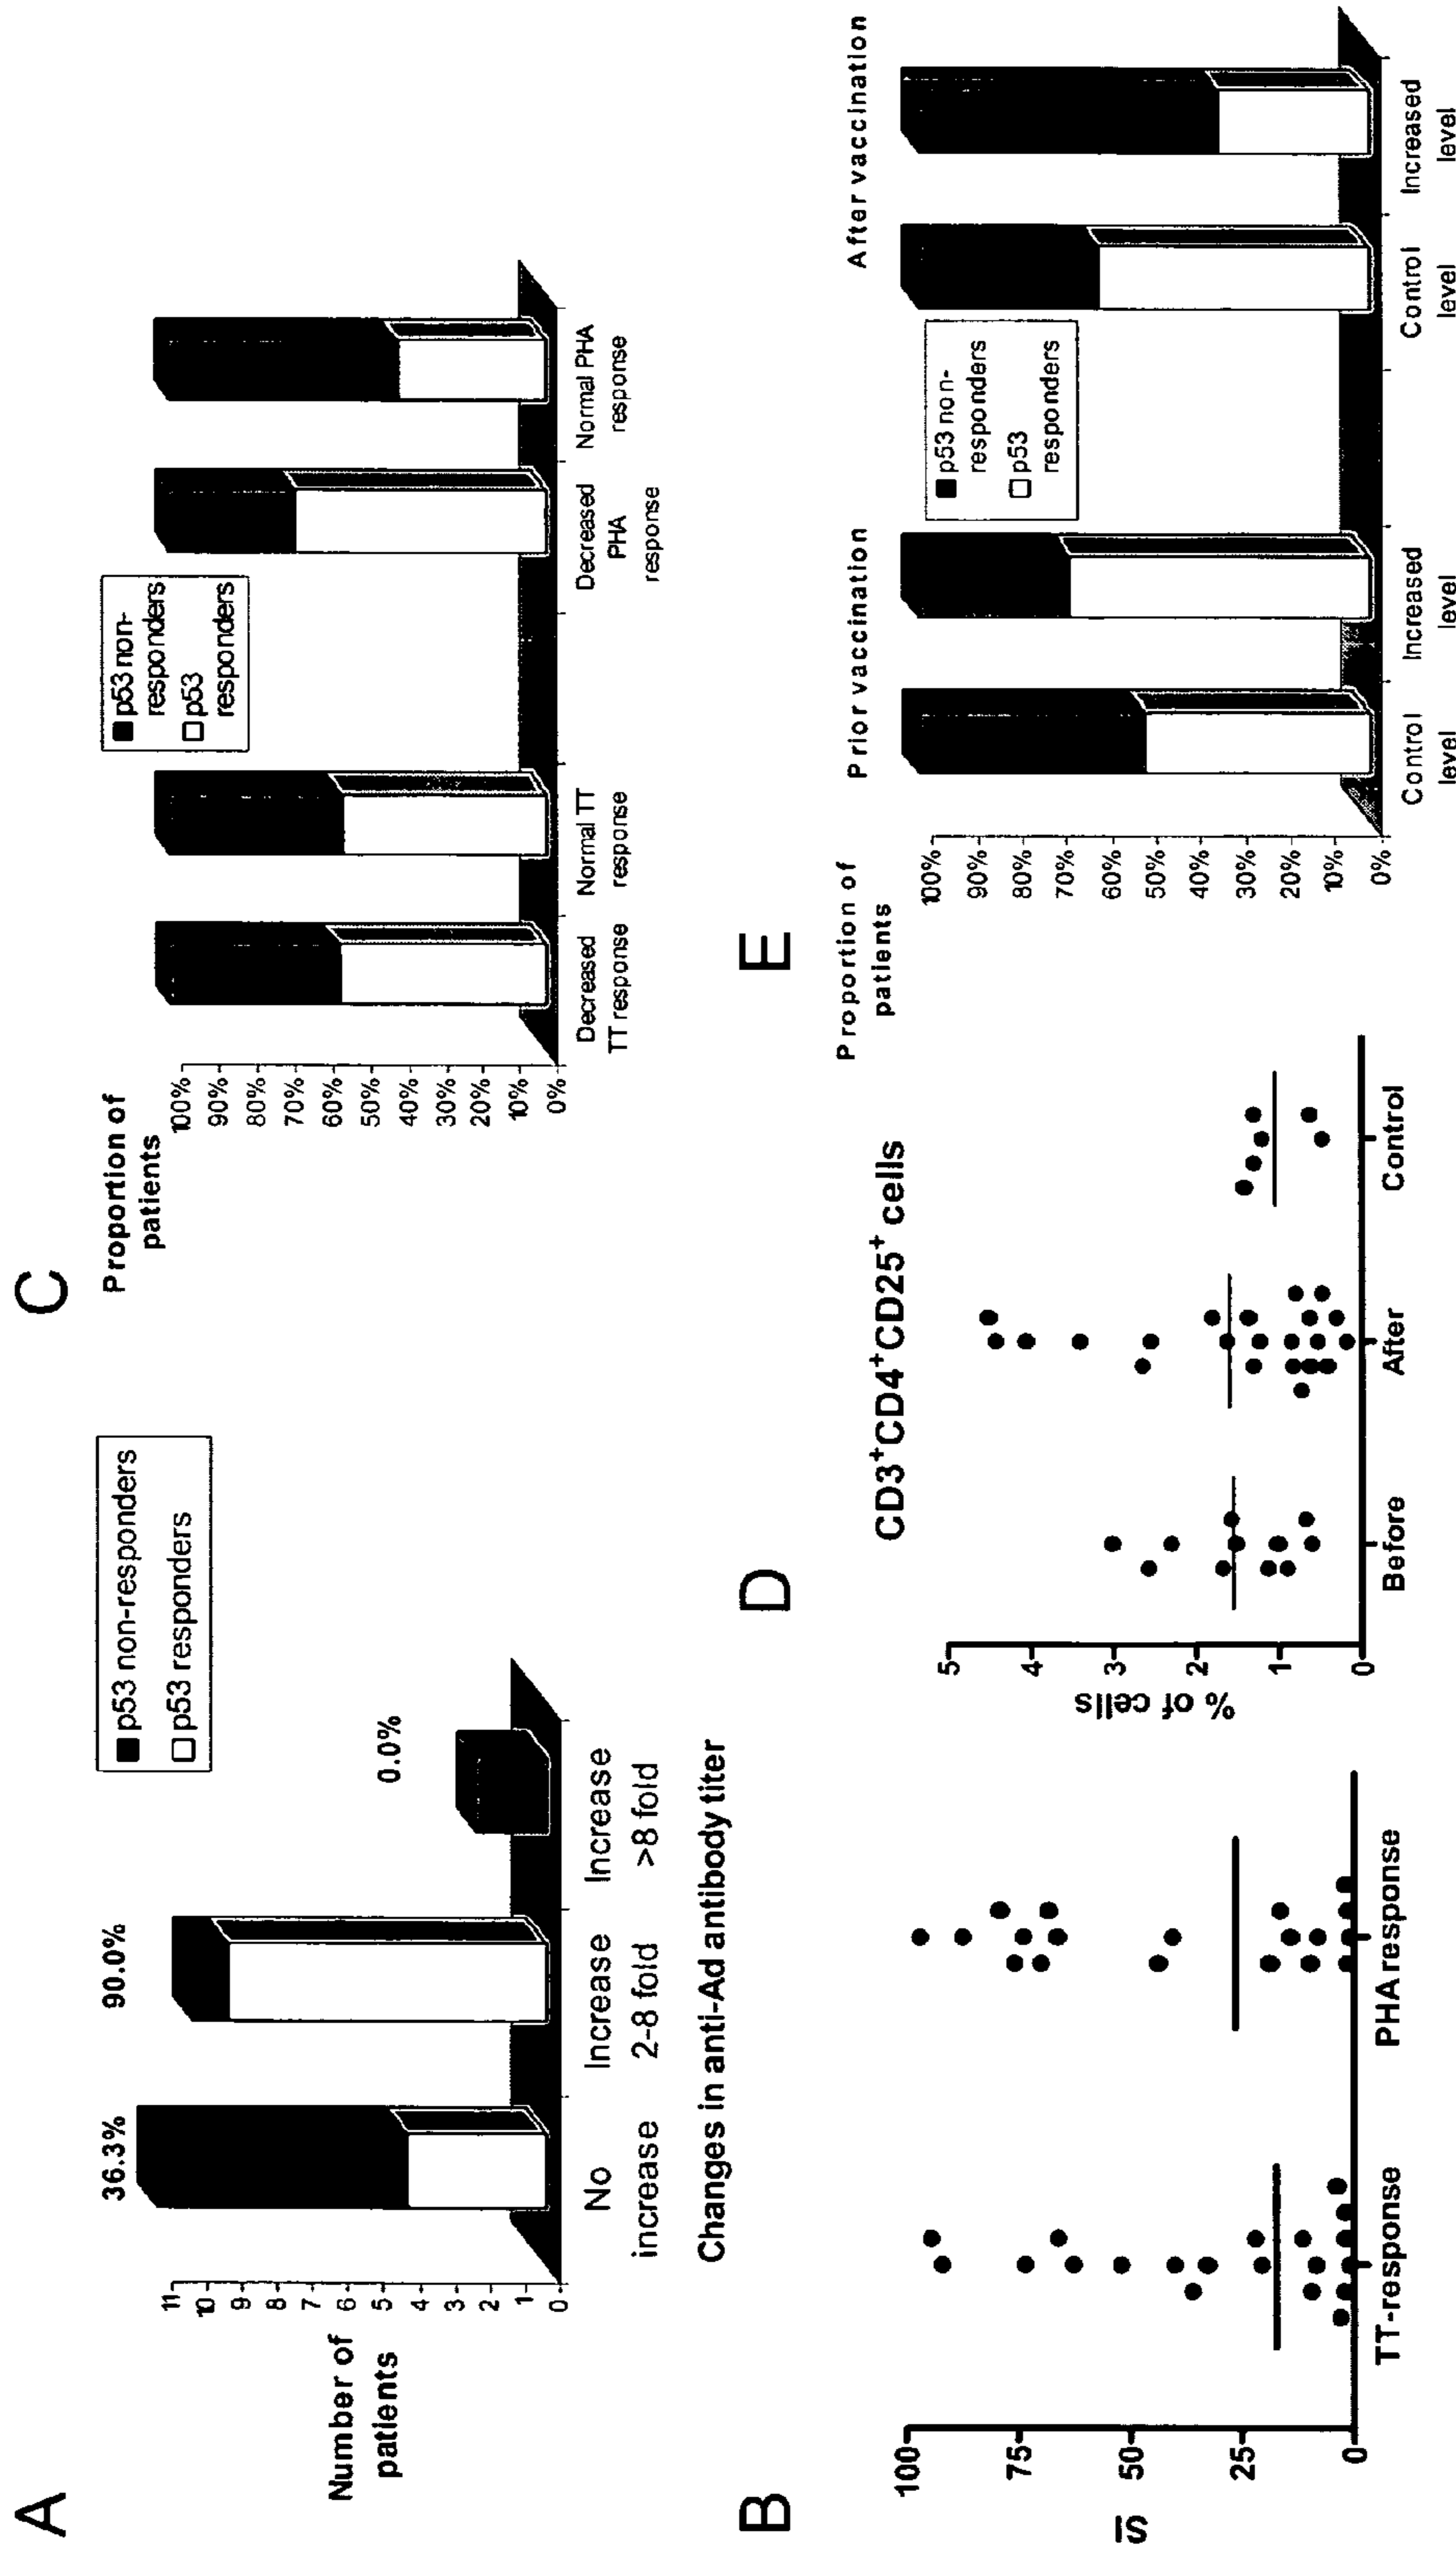 A
Number of
patients
11
10
9
8
7
6
5
4
3
2
1
0
36.3%
90.0%
0.0%
p53 non-responders
p53 responders
No
increase
Increase
2-8 fold
Increase
>8 fold
Changes in anti-Ad antibody titer
B
SI
100
75
50
25
0
TT-response
PHA response
C
Proportion of
patients
100%
90%
80%
70%
60%
50%
40%
30%
20%
10%
0%
p53 non-
responders
p53
responders
Decreased
TT response
Normal TT
response
Decreased
PHA
response
Normal PHA
response
D
CD3+CD4+CD25+ cells
% of cells
5
4
3
2
1
0
Before
After
Control
E
Proportion of
patients
Prior vaccination
After vaccination
100%
90%
80%
70%
60%
50%
40%
30%
20%
10%
0%
p53 non-
responders
p53
responders
Control
level
Increased
level
Control
level
Increased
level